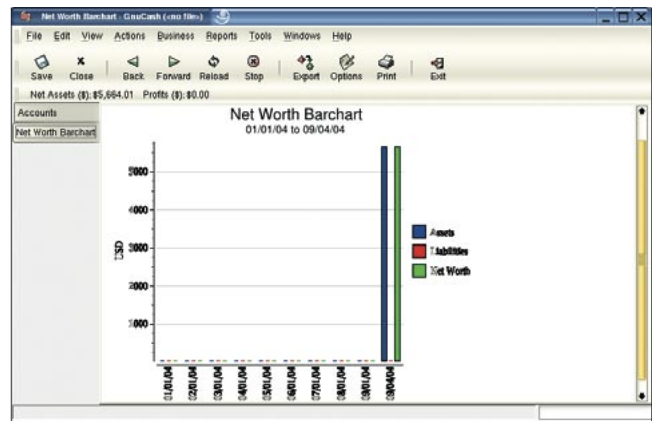 Net Worth Barchart - GnuCash (<no file>)
File Edit View Actions Business Reports Tools Windows Help
Save Close Back Forward Reload Stop Export Options Print Exit
Net Assets ($): $5,664.01 Profits ($): $0.00
Accounts
Net Worth Barchart
Net Worth Barchart
01/01/04 to 09/04/04
5000
4000
3000
2000
1000
USD
Assets
Liabilities
Net Worth
01/01/04
02/01/04
03/01/04
04/01/04
05/01/04
06/01/04
07/01/04
08/01/04
09/01/04
09/04/04